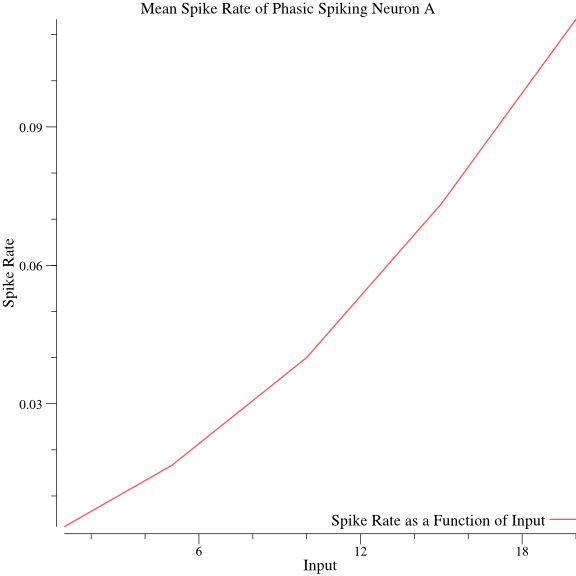 Mean Spike Rate of Phasic Spiking Neuron A
0.09
0.06
0.03
Spike Rate
Spike Rate as a Function of Input
6
12
18
Input